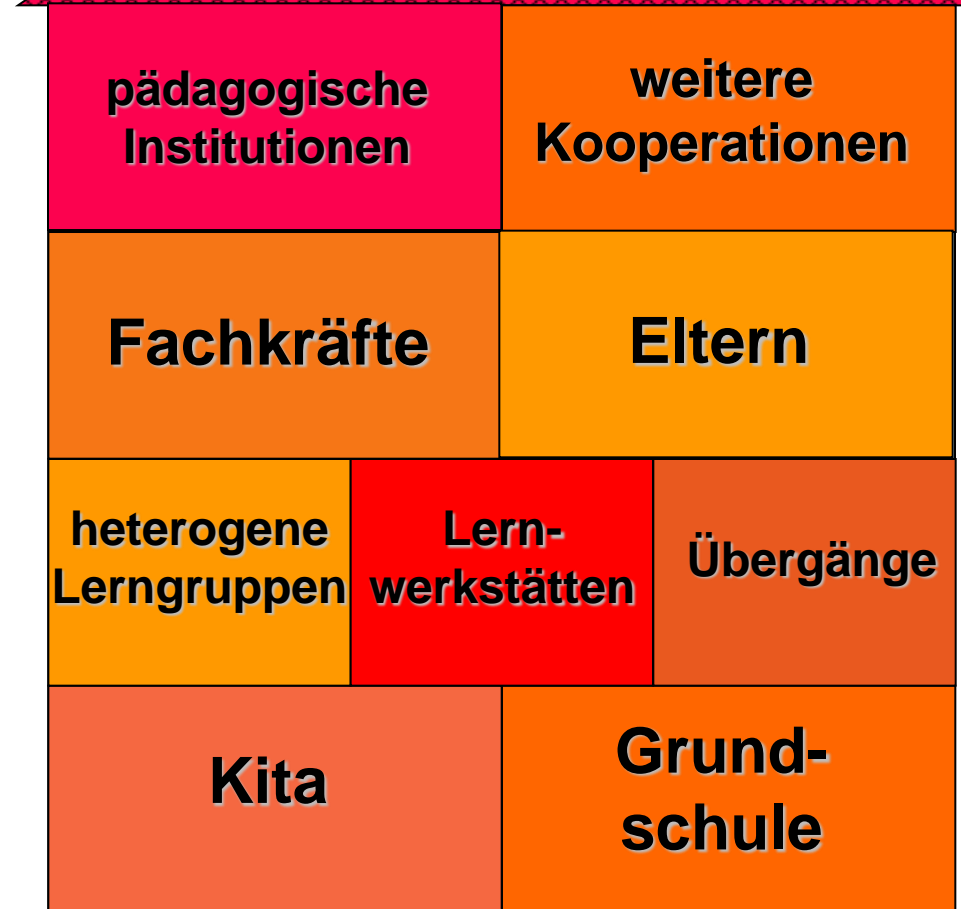 pädagogische
Institutionen
weitere
Kooperationen
Fachkräfte
Eltern
heterogene
Lerngruppen
Lern-
werkstätten
Übergänge
Kita
Grund-
schule